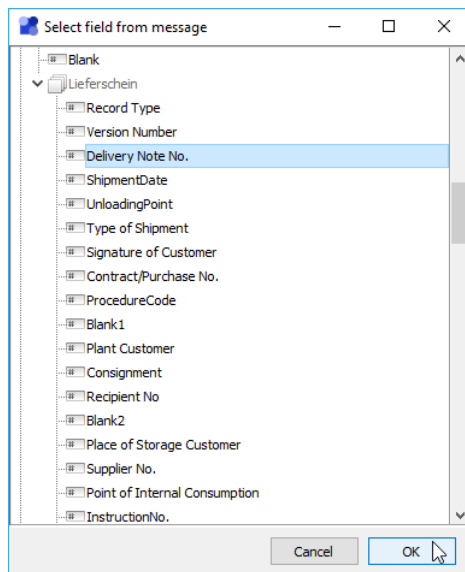 Select field from message
Blank
Lieferschein
Record Type
Version Number
Delivery Note No.
ShipmentDate
UnloadingPoint
Type of Shipment
Signature of Customer
Contract/Purchase No.
ProcedureCode
Blank1
Plant Customer
Consignment
Recipient No
Blank2
Place of Storage Customer
Supplier No.
Point of Internal Consumption
InstructionNo.
Cancel OK